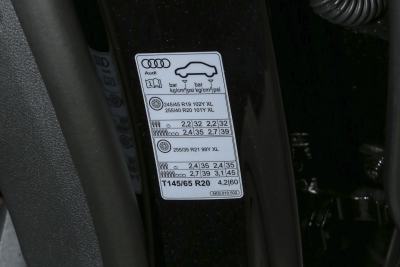 Audi
bar bar
kg/cm²/psi kg/cm²/psi
245/45 R19 102Y XL
255/40 R20 101Y XL
2,2/32 2,2/32
2,4/35 2,7/39
255/35 R21 98Y XL
2,4/35 2,4/35
2,7/39 3,1/45
T145/65 R20 4,2/60